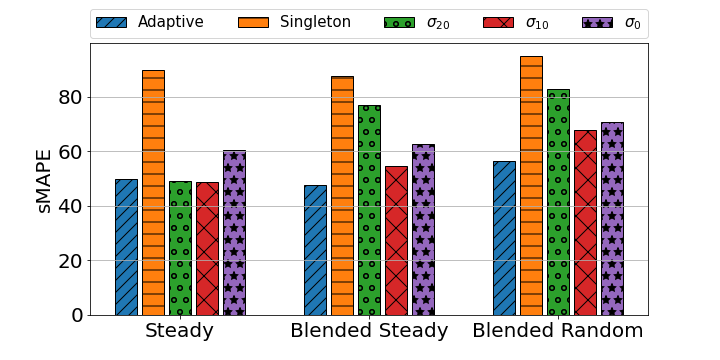 Adaptive Singleton σ₂₀ σ₁₀ σ₀
sMAPE
80
60
40
20
0
Steady Blended Steady Blended Random